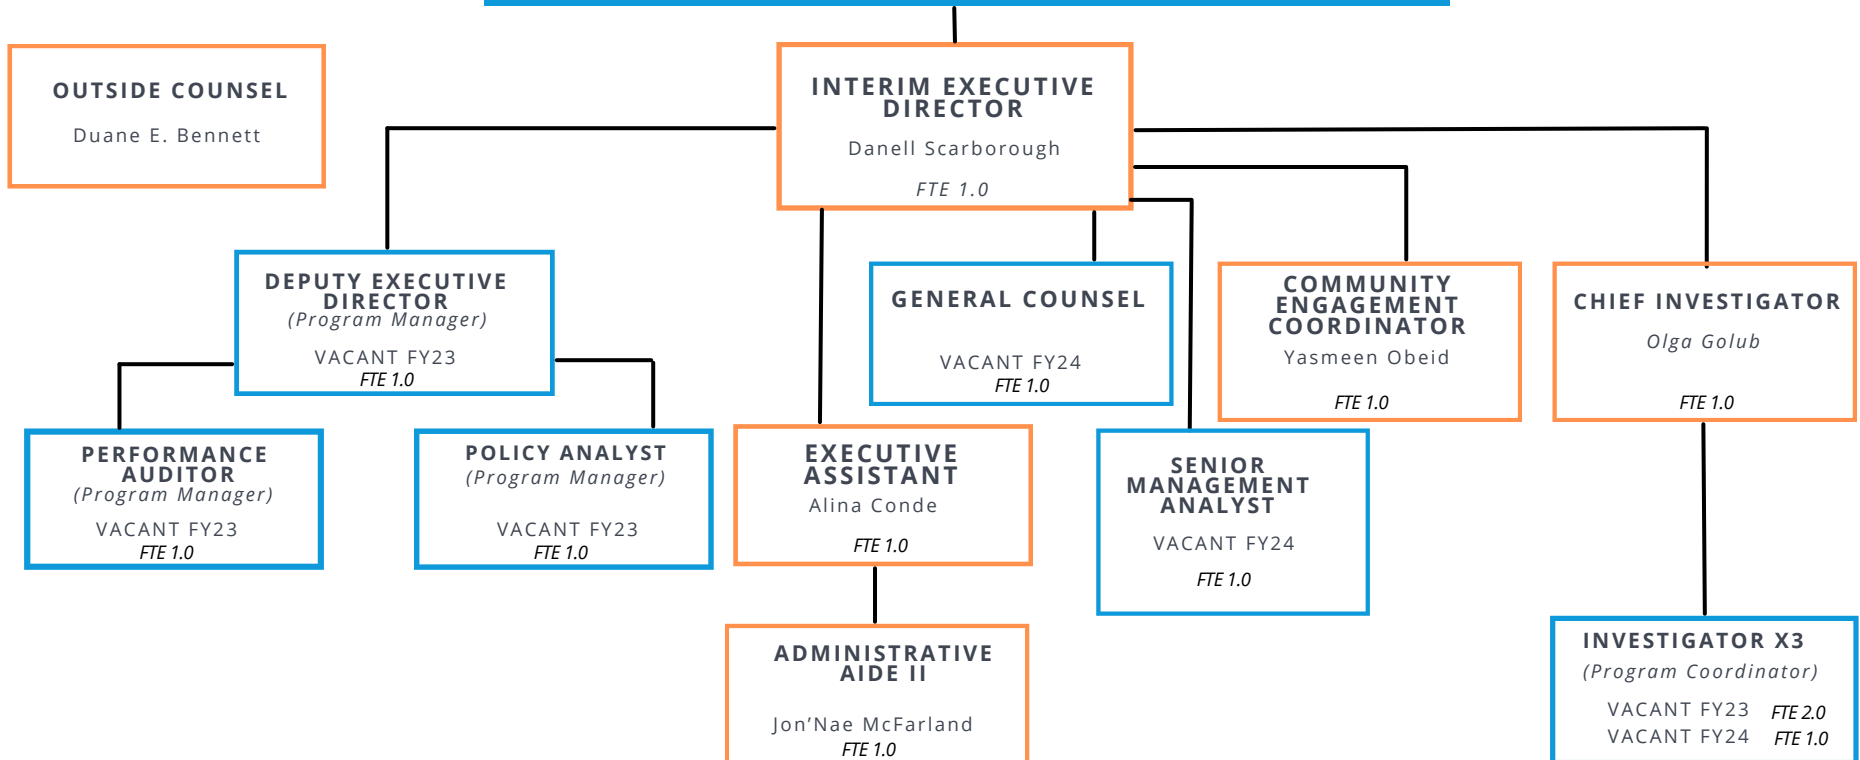 OUTSIDE COUNSEL
Duane E. Bennett
INTERIM EXECUTIVE
DIRECTOR
Danell Scarborough
FTE 1.0
DEPUTY EXECUTIVE
DIRECTOR
(Program Manager)
VACANT FY23
FTE 1.0
GENERAL COUNSEL
VACANT FY24
FTE 1.0
COMMUNITY
ENGAGEMENT
COORDINATOR
Yasmeen Obeid
FTE 1.0
CHIEF INVESTIGATOR
Olga Golub
FTE 1.0
PERFORMANCE
AUDITOR
(Program Manager)
VACANT FY23
FTE 1.0
POLICY ANALYST
(Program Manager)
VACANT FY23
FTE 1.0
EXECUTIVE
ASSISTANT
Alina Conde
FTE 1.0
SENIOR
MANAGEMENT
ANALYST
VACANT FY24
FTE 1.0
ADMINISTRATIVE
AIDE II
Jon’Nae McFarland
FTE 1.0
INVESTIGATOR X3
(Program Coordinator)
VACANT FY23 FTE 2.0
VACANT FY24 FTE 1.0